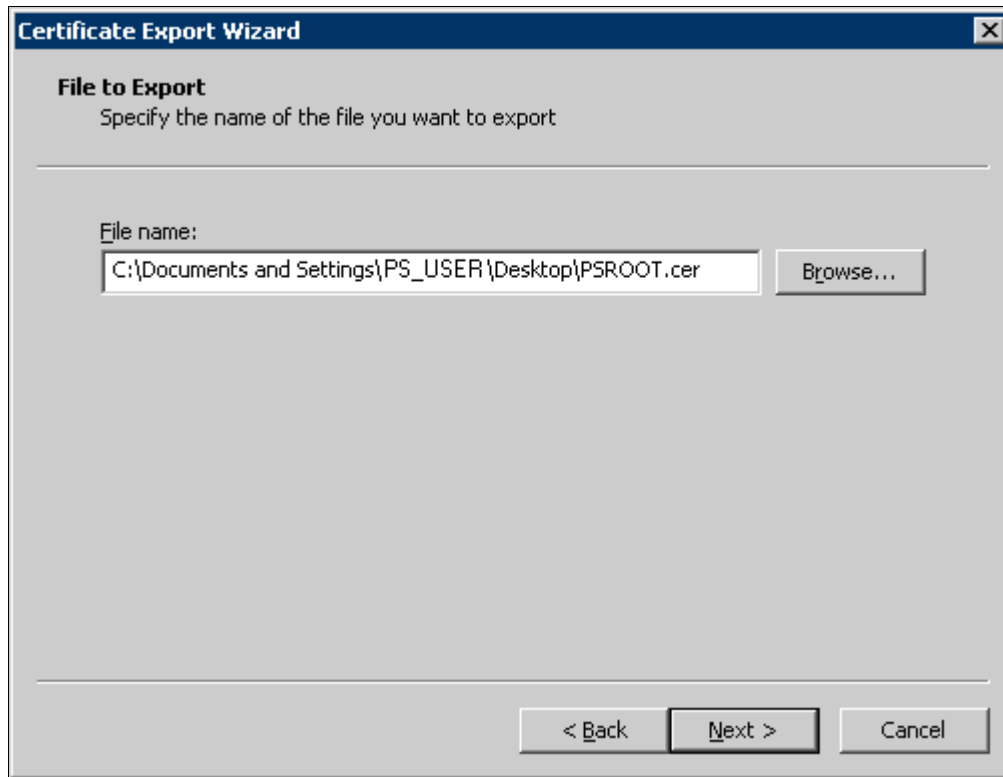 Certificate Export Wizard
File to Export
Specify the name of the file you want to export
File name:
C:\Documents and Settings\PS_USER\Desktop\PSROOT.cer
Browse...
< Back
Next >
Cancel